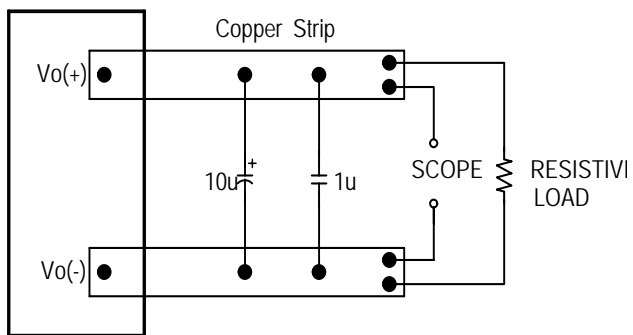 Copper Strip
Vo(+)
+
10u
1u
SCOPE
RESISTIVE
LOAD
Vo(-)